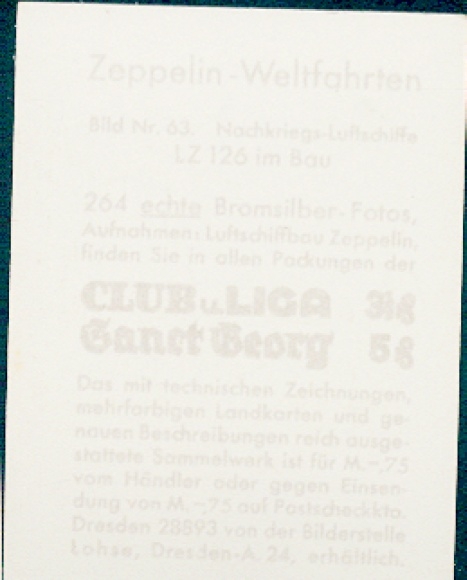 Zeppelin-Weltfahrten
Bild Nr. 63. Nachkriegs-Luftschiffe
LZ 126 im Bau
264 echte Bromsilber-Fotos,
Aufnahmen: Luftschiffbau Zeppelin,
finden Sie in allen Packungen der
CLUB u. LIGA 3⅓ ₰
Sanct Georg 5 ₰
Das mit technischen Zeichnungen,
mehrfarbigen Landkarten und ge-
nauen Beschreibungen reich ausge-
stattete Sammelwerk ist für M.-,75
vom Händler oder gegen Einsen-
dung von M.-,75 auf Postscheckkto.
Dresden 28893 von der Bilderstelle
Lohse, Dresden-A. 24, erhältlich.